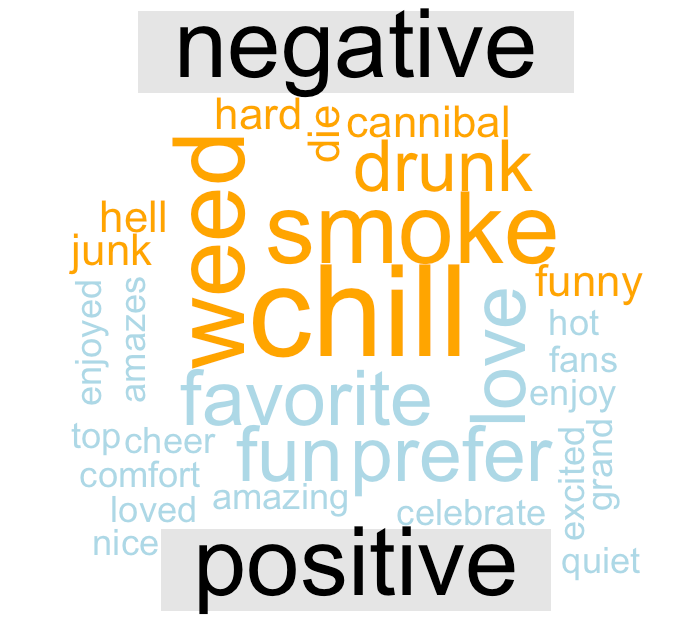 negative
hard
die
cannibal
weed
drunk
hell
smoke
junk
chill
funny
enjoyed
amazes
love
hot
fans
favorite
enjoy
top
cheer
fun
prefer
comfort
excited
grand
amazing
loved
celebrate
nice
quiet
positive